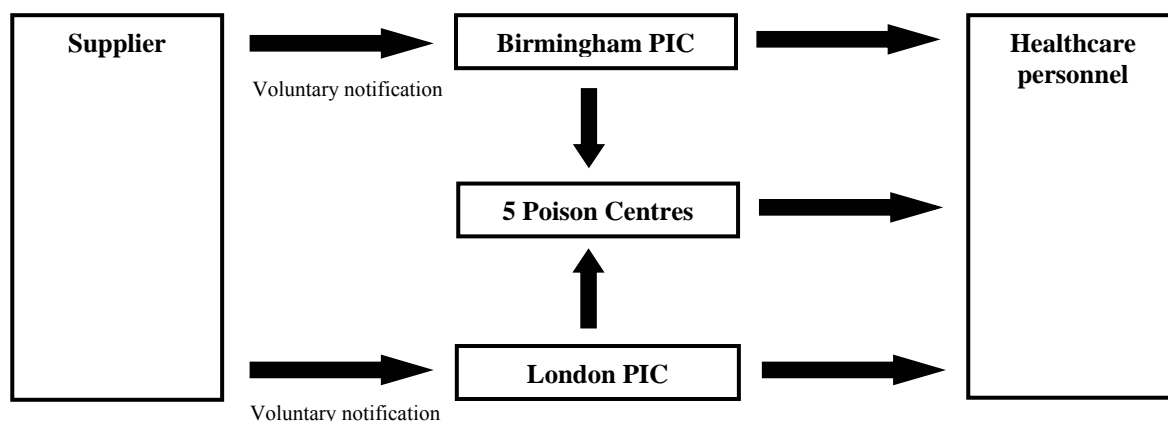 Supplier
Voluntary notification
Birmingham PIC
Healthcare
personnel
5 Poison Centres
London PIC
Voluntary notification